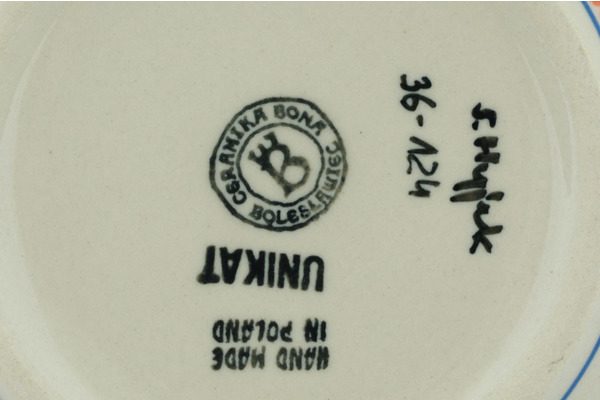 CERAMIKA BONA
BOLESŁAWIEC
B
UNIKAT
HAND MADE
IN POLAND
36-124